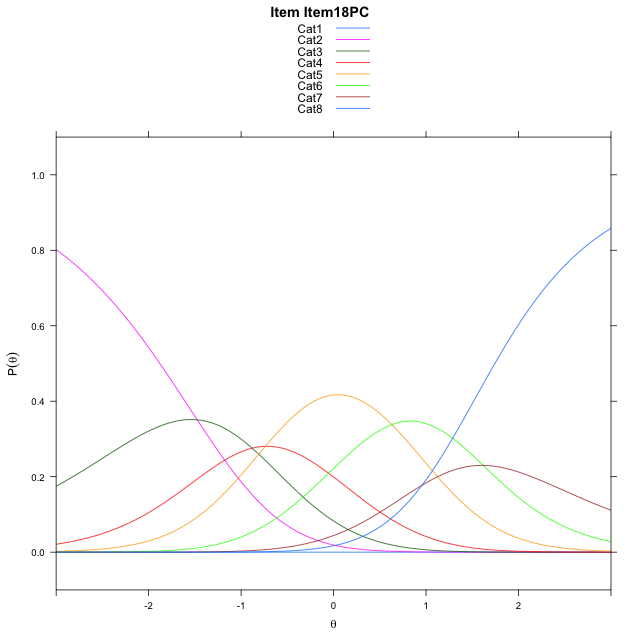 Item Item18PC
Cat1
Cat2
Cat3
Cat4
Cat5
Cat6
Cat7
Cat8
P(θ)
1.0
0.8
0.6
0.4
0.2
0.0
-2 -1 0 1 2
θ